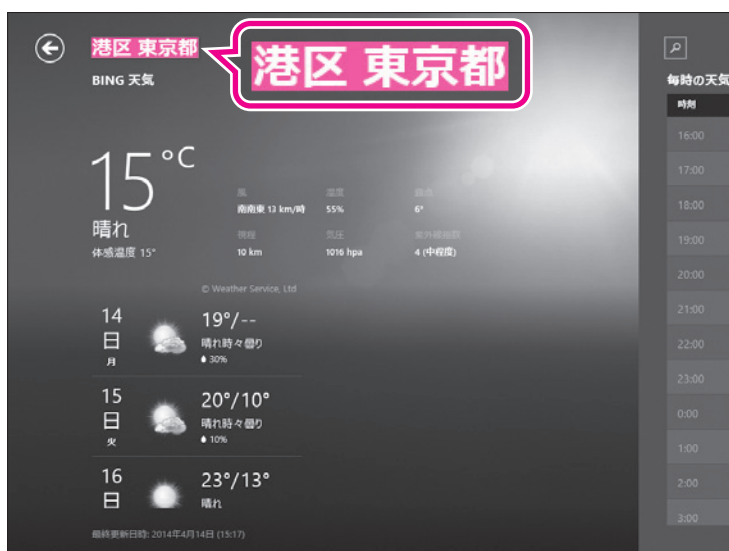 港区 東京都
港区 東京都
BING 天気
15°C
晴れ
体感温度 15°
風
南南東 13 km/時
湿度
55%
露点
6°
視程
10 km
気圧
1016 hpa
紫外線指数
4 (中程度)
© Weather Service, Ltd
14
日
月
19°/--
晴れ時々曇り
30%
15
日
火
20°/10°
晴れ時々曇り
10%
16
日
23°/13°
晴れ
最終更新日時: 2014年4月14日 (15:17)
毎時の天気
時刻
16:00
17:00
18:00
19:00
20:00
21:00
22:00
23:00
0:00
1:00
2:00
3:00